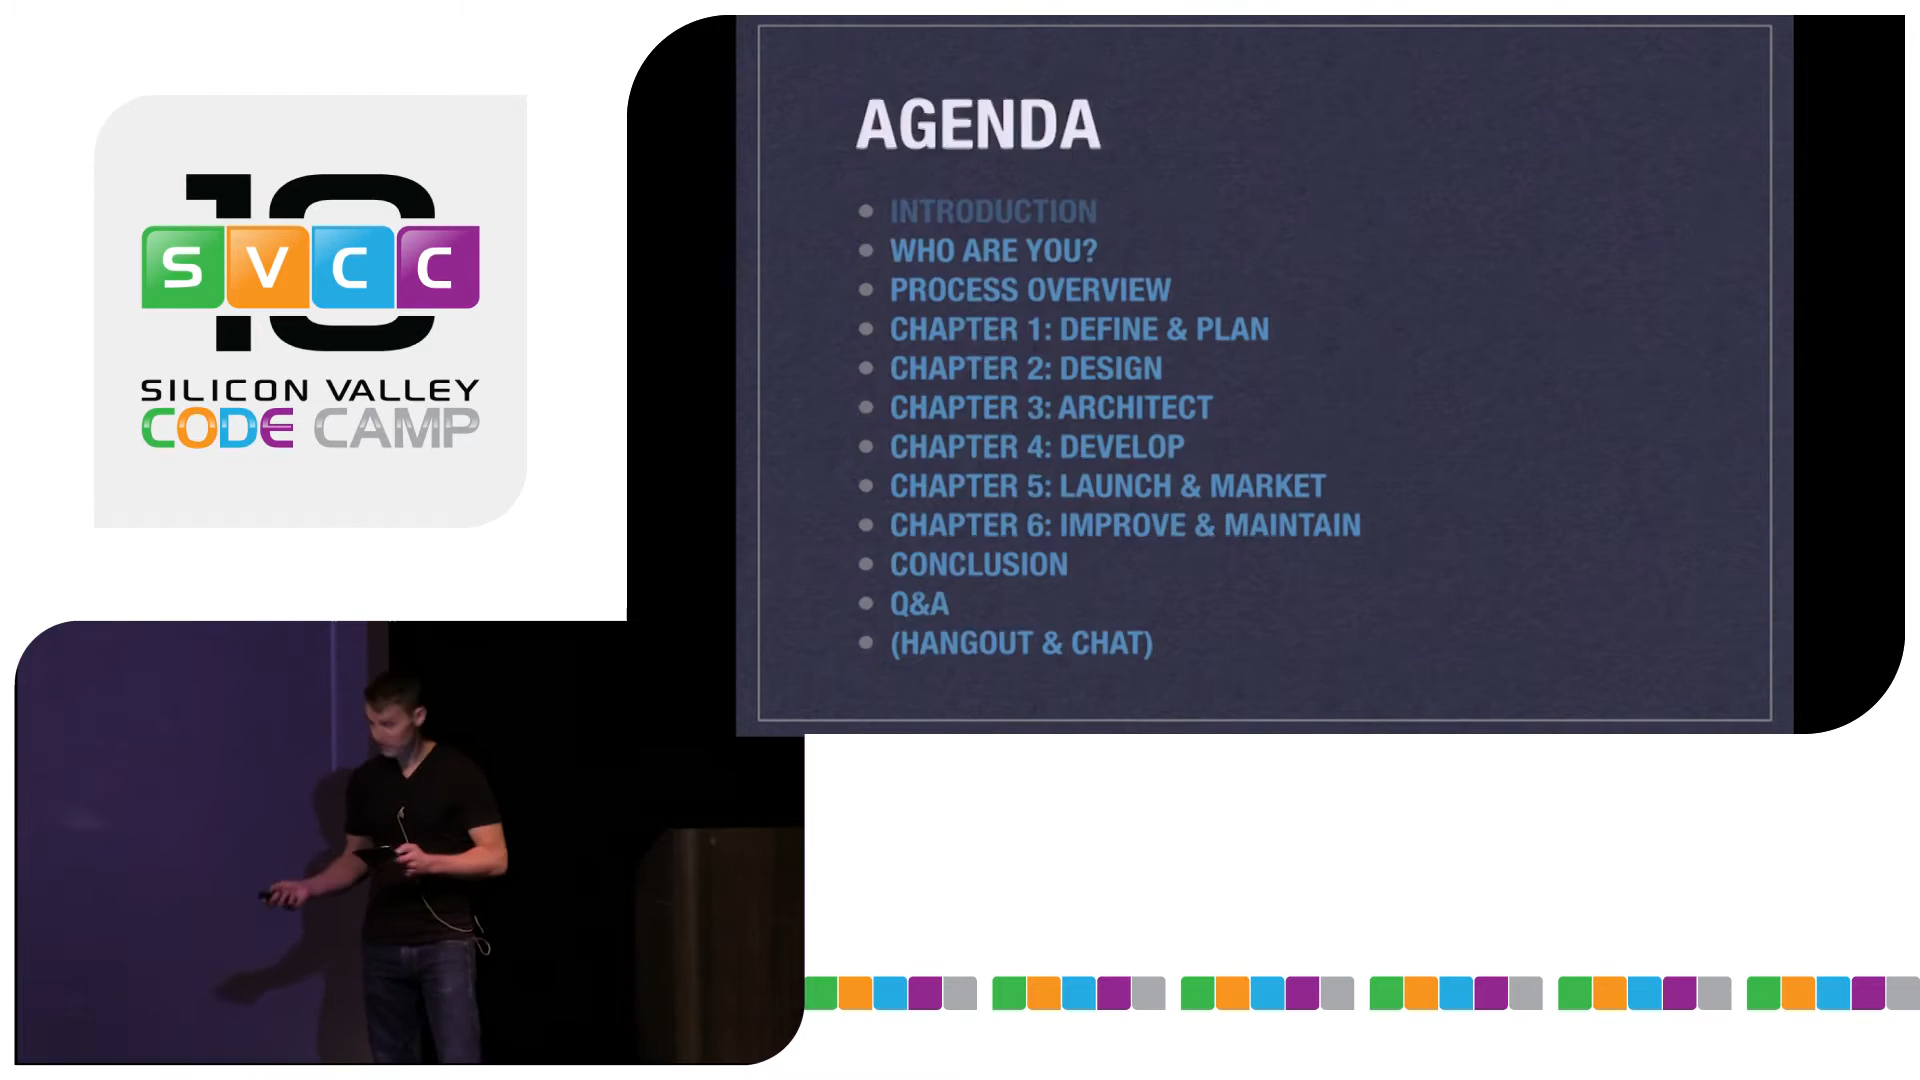 10
SVCC
SILICON VALLEY
CODE CAMP
AGENDA
INTRODUCTION
WHO ARE YOU?
PROCESS OVERVIEW
CHAPTER 1: DEFINE & PLAN
CHAPTER 2: DESIGN
CHAPTER 3: ARCHITECT
CHAPTER 4: DEVELOP
CHAPTER 5: LAUNCH & MARKET
CHAPTER 6: IMPROVE & MAINTAIN
CONCLUSION
Q&A
(HANGOUT & CHAT)